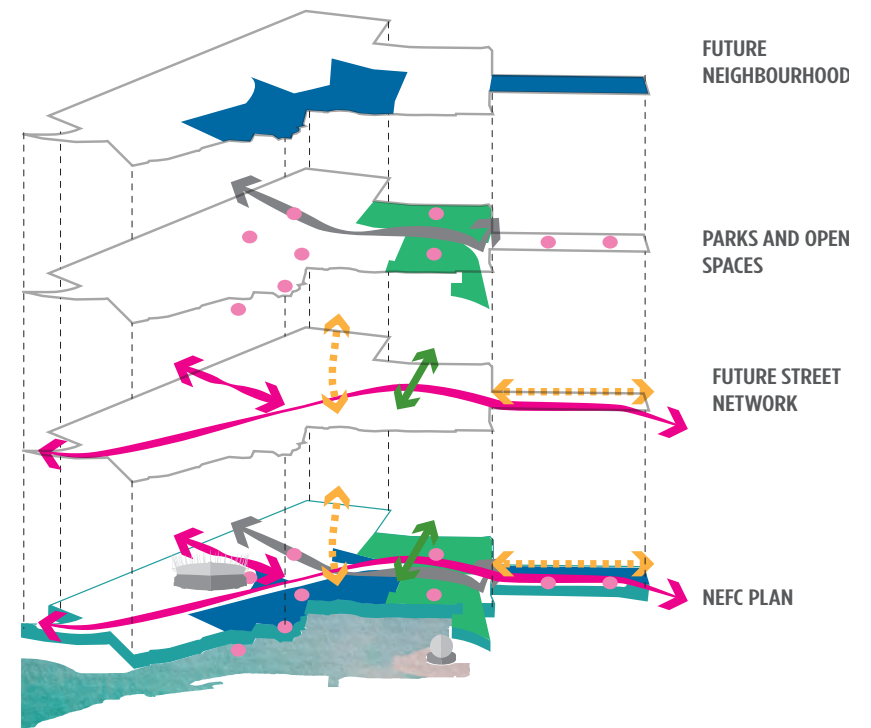 FUTURE
NEIGHBOURHOOD
PARKS AND OPEN
SPACES
FUTURE STREET
NETWORK
NEFC PLAN